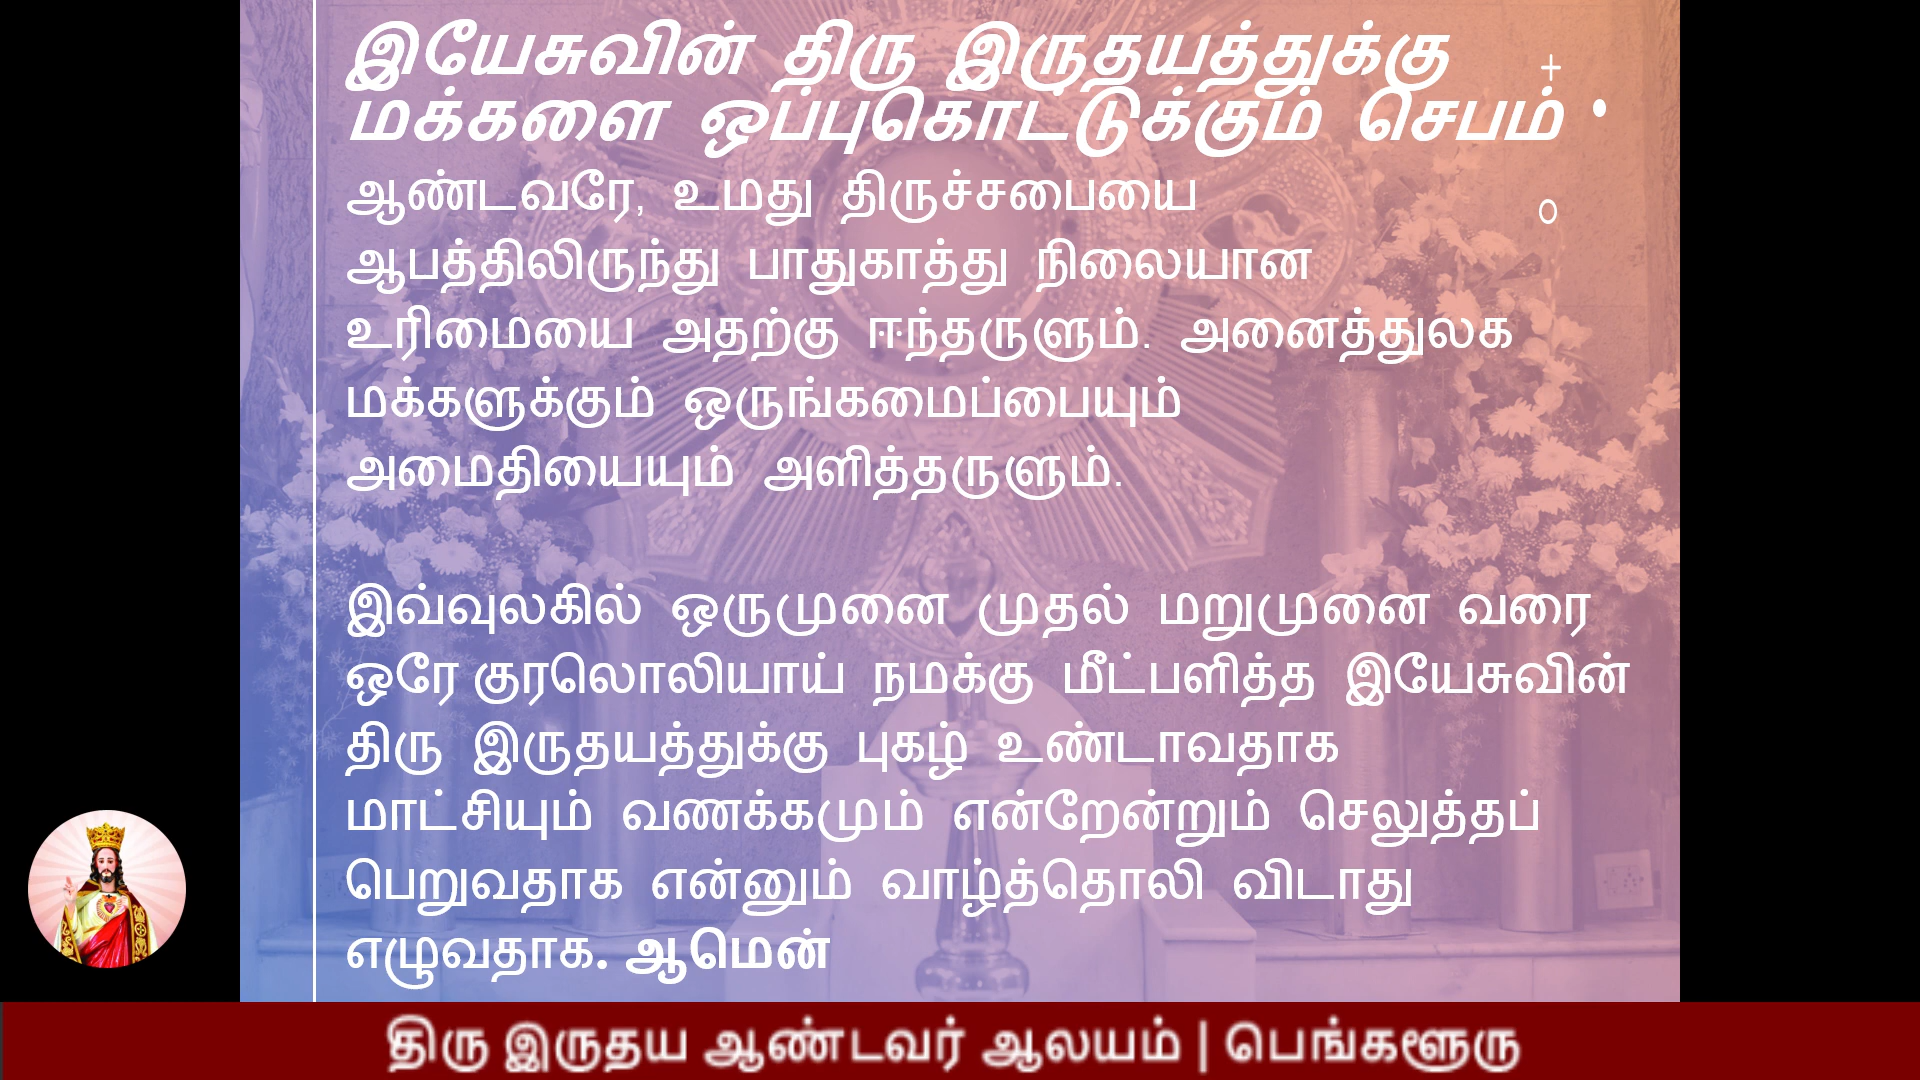 இயேசுவின் திரு இருதயத்துக்கு
மக்களை ஒப்புகொட்டுக்கும் செபம்
ஆண்டவரே, உமது திருச்சபையை
ஆபத்திலிருந்து பாதுகாத்து நிலையான
உரிமையை அதற்கு ஈந்தருளும். அனைத்துலக
மக்களுக்கும் ஒருங்கமைப்பையும்
அமைதியையும் அளித்தருளும்.
இவ்வுலகில் ஒருமுனை முதல் மறுமுனை வரை
ஒரே குரலொலியாய் நமக்கு மீட்பளித்த இயேசுவின்
திரு இருதயத்துக்கு புகழ் உண்டாவதாக
மாட்சியும் வணக்கமும் என்றேன்றும் செலுத்தப்
பெறுவதாக என்னும் வாழ்த்தொலி விடாது
எழுவதாக. ஆமென்
திரு இருதய ஆண்டவர் ஆலயம் | பெங்களூரு